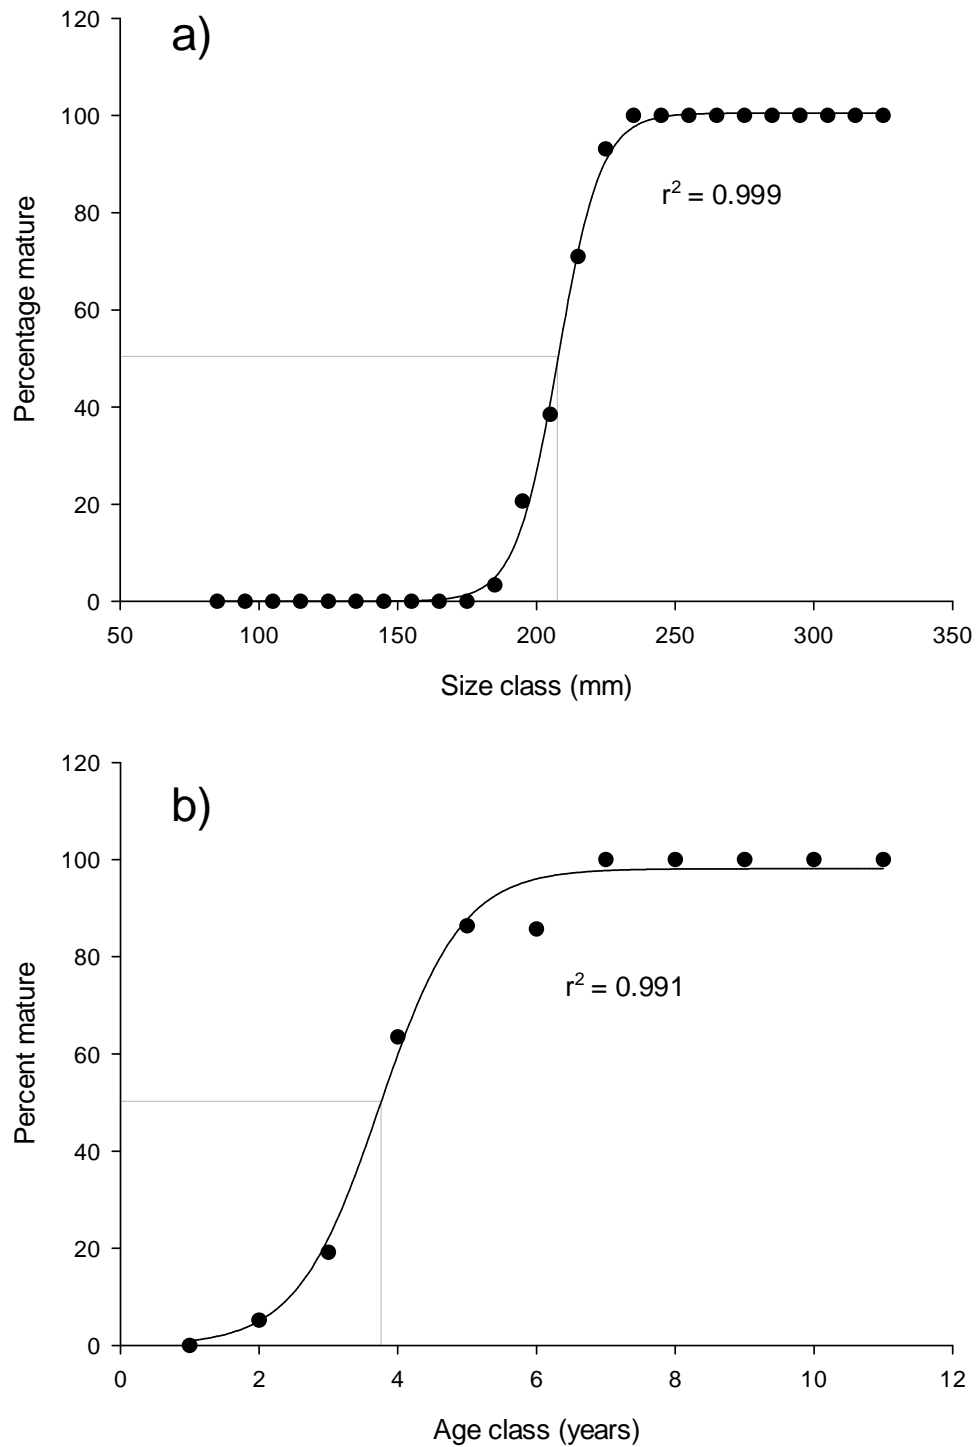 a)
120
100
80
60
40
20
0
Percentage mature
r² = 0.999
50 100 150 200 250 300 350
Size class (mm)
b)
120
100
80
60
40
20
0
Percent mature
r² = 0.991
0 2 4 6 8 10 12
Age class (years)